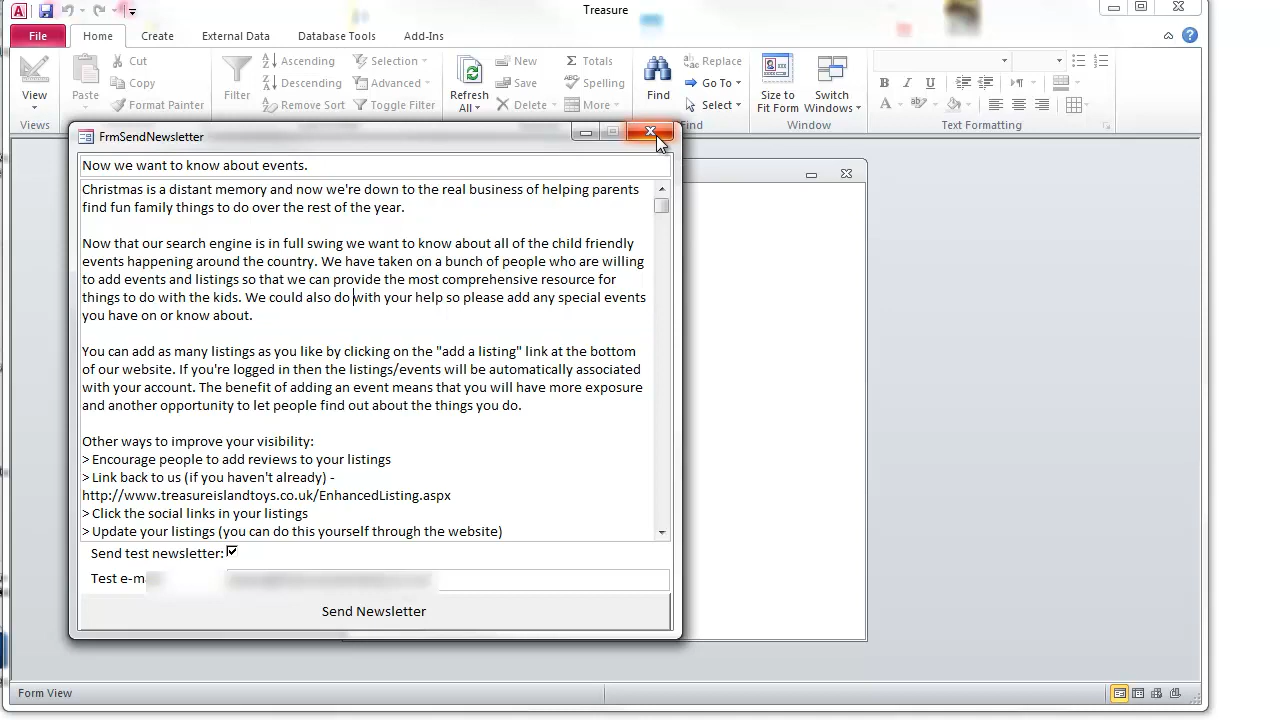 Treasure
File Home Create External Data Database Tools Add-Ins
View
Views
Paste
Cut
Copy
Format Painter
Filter
Ascending
Descending
Remove Sort
Selection
Advanced
Toggle Filter
Refresh
All
New
Save
Delete
Totals
Spelling
More
Find
Replace
Go To
Select
Find
Size to
Fit Form
Switch
Windows
Window
B I U
A
Text Formatting
FrmSendNewsletter
Now we want to know about events.
Christmas is a distant memory and now we're down to the real business of helping parents
find fun family things to do over the rest of the year.
Now that our search engine is in full swing we want to know about all of the child friendly
events happening around the country. We have taken on a bunch of people who are willing
to add events and listings so that we can provide the most comprehensive resource for
things to do with the kids. We could also do with your help so please add any special events
you have on or know about.
You can add as many listings as you like by clicking on the "add a listing" link at the bottom
of our website. If you're logged in then the listings/events will be automatically associated
with your account. The benefit of adding an event means that you will have more exposure
and another opportunity to let people find out about the things you do.
Other ways to improve your visibility:
> Encourage people to add reviews to your listings
> Link back to us (if you haven't already) -
http://www.treasureislandtoys.co.uk/EnhancedListing.aspx
> Click the social links in your listings
> Update your listings (you can do this yourself through the website)
Send test newsletter:
Test
Send Newsletter
Form View